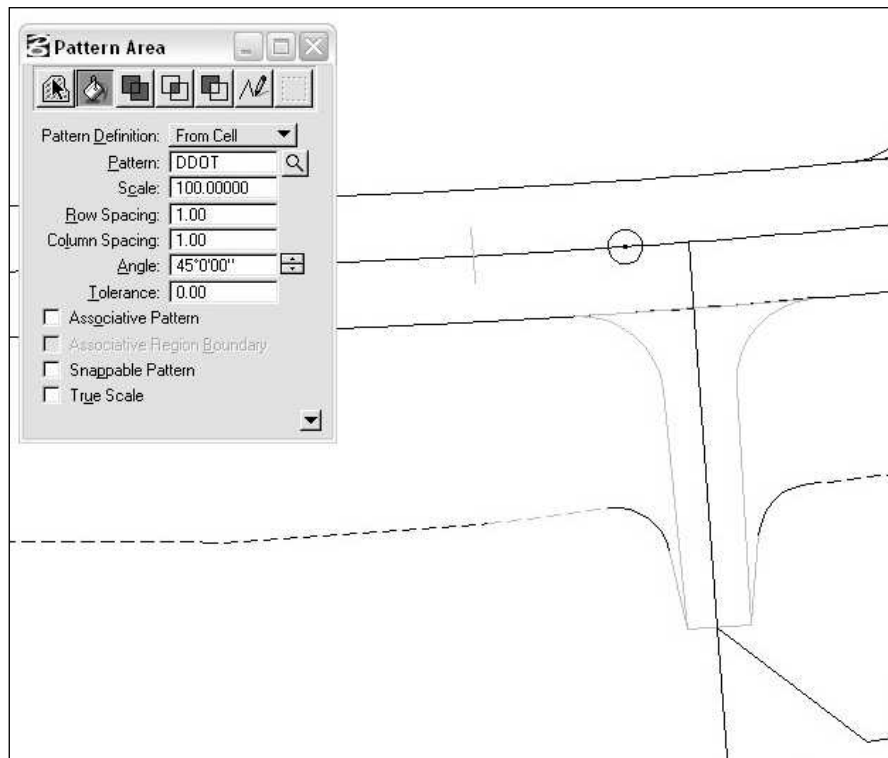 Pattern Area
Pattern Definition: From Cell
Pattern: DDOT
Scale: 100.00000
Row Spacing: 1.00
Column Spacing: 1.00
Angle: 45°0'00"
Tolerance: 0.00
Associative Pattern
Associative Region Boundary
Snappable Pattern
True Scale